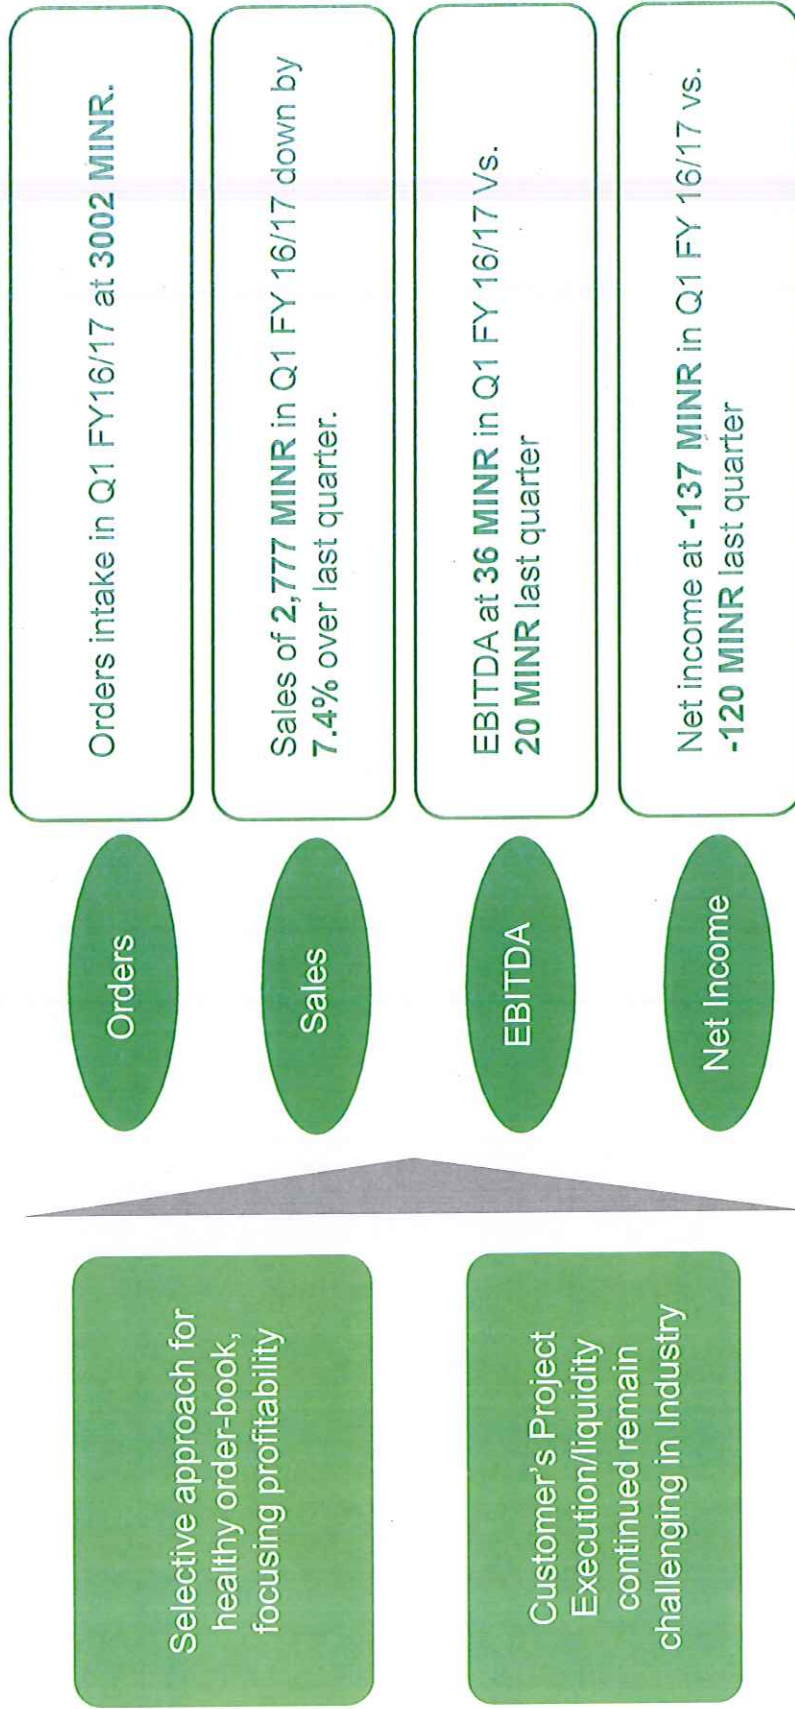 Selective approach for
healthy order-book,
focusing profitability
Customer's Project
Execution/liquidity
continued remain
challenging in Industry
Orders
Orders intake in Q1 FY16/17 at 3002 MINR.
Sales
Sales of 2,777 MINR in Q1 FY 16/17 down by
7.4% over last quarter.
EBITDA
EBITDA at 36 MINR in Q1 FY 16/17 Vs.
20 MINR last quarter
Net Income
Net income at -137 MINR in Q1 FY 16/17 vs.
-120 MINR last quarter